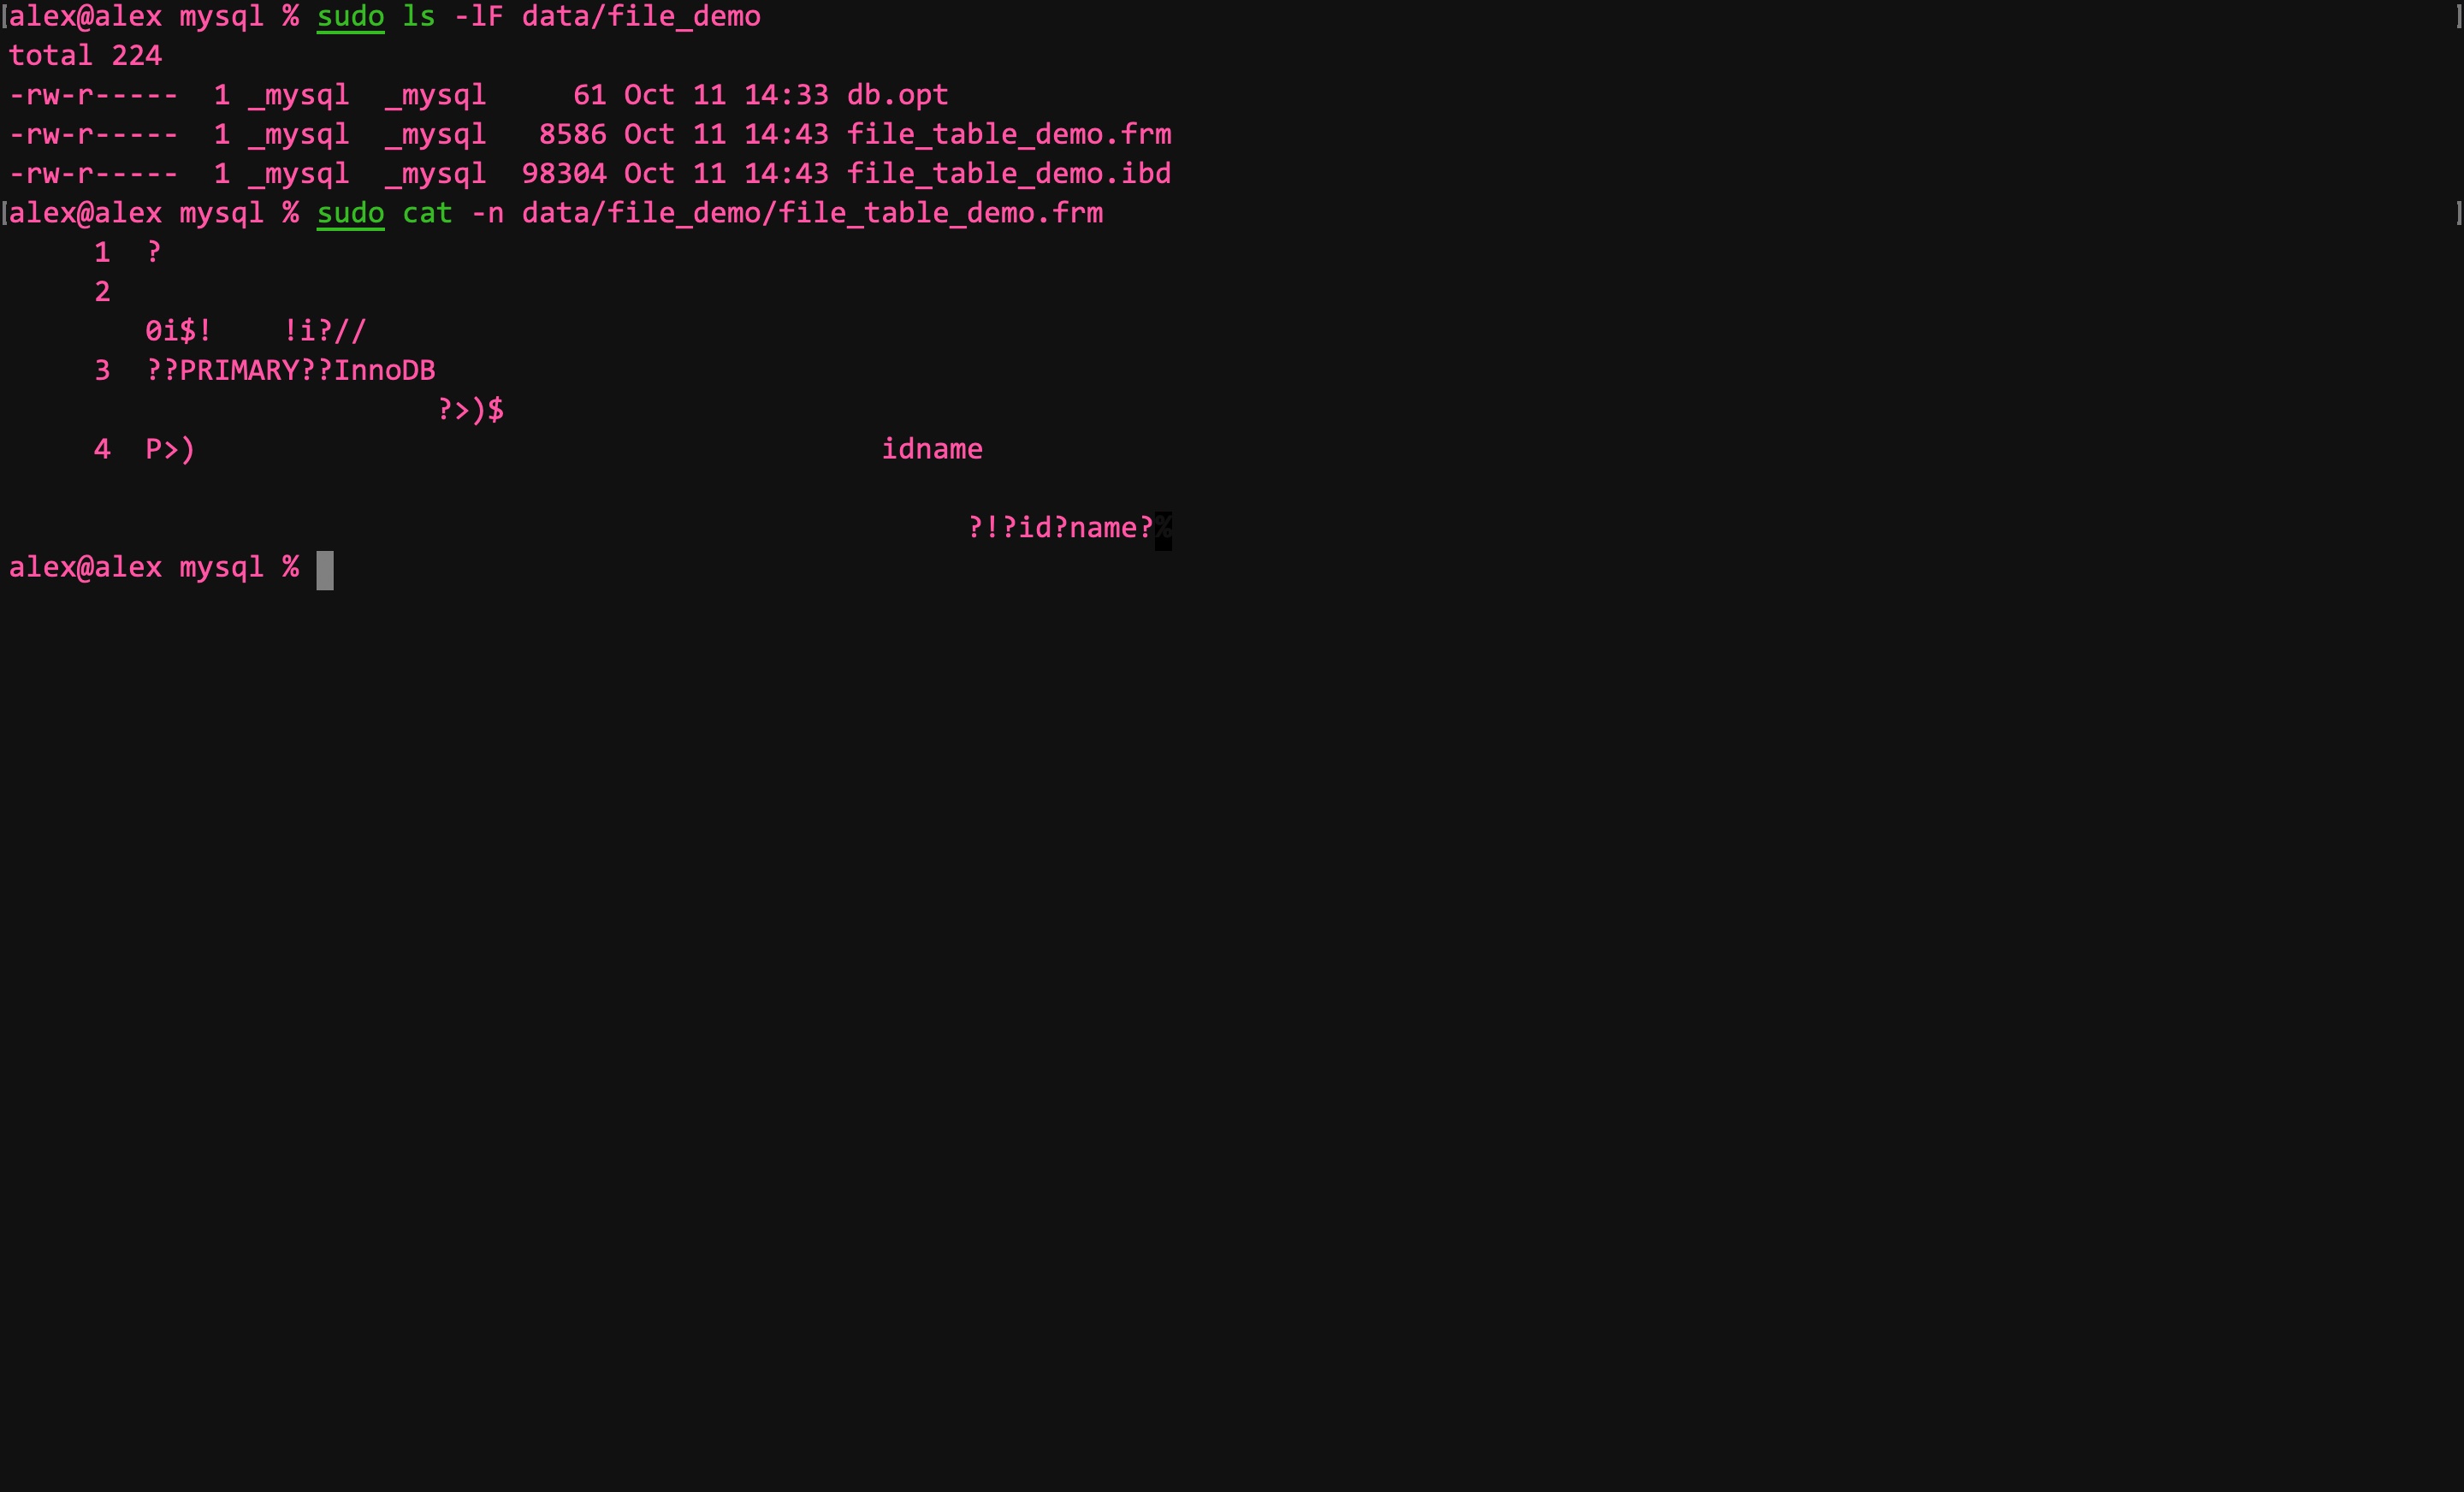 alex@alex mysql % sudo ls -lF data/file_demo
total 224
-rw-r-----  1 _mysql  _mysql     61 Oct 11 14:33 db.opt
-rw-r-----  1 _mysql  _mysql   8586 Oct 11 14:43 file_table_demo.frm
-rw-r-----  1 _mysql  _mysql  98304 Oct 11 14:43 file_table_demo.ibd
alex@alex mysql % sudo cat -n data/file_demo/file_table_demo.frm
     1  ?
     2
        0i$!    !i?//
     3  ??PRIMARY??InnoDB
                         ?>)$
     4  P>)                                        idname
                                                        ?!?id?name?%
alex@alex mysql %